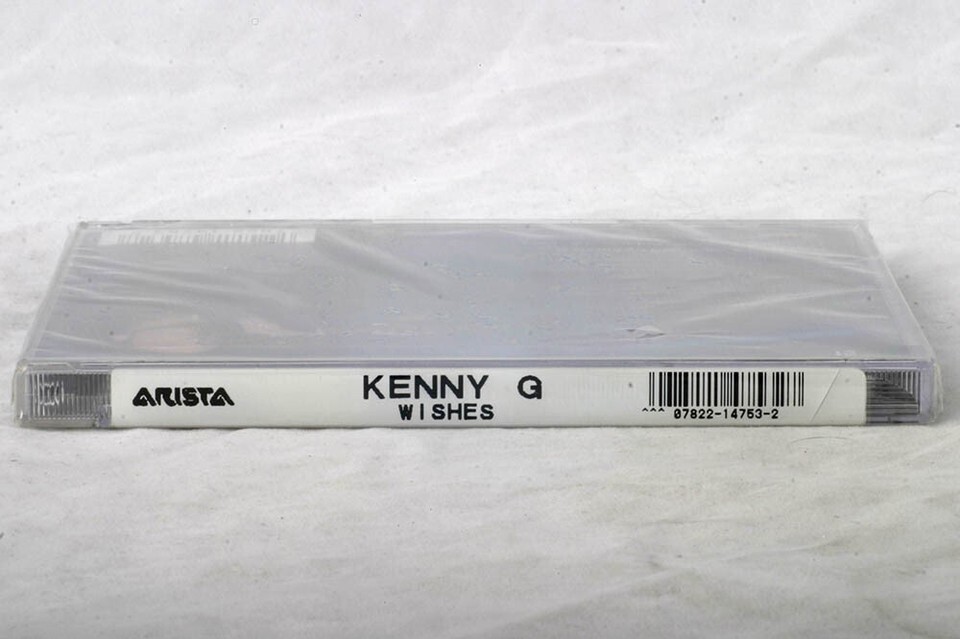 ARISTA
KENNY G
WISHES
^^^ 07822-14753-2